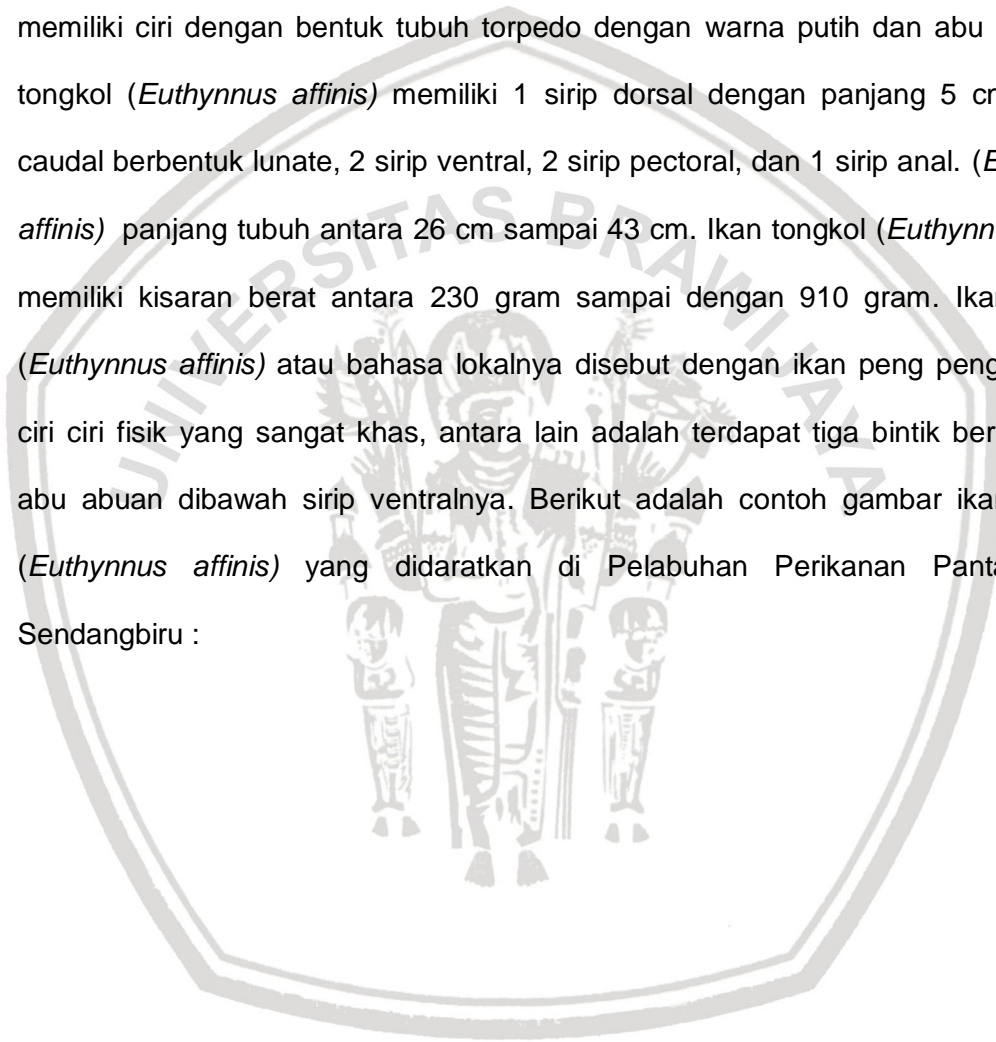 memiliki ciri dengan bentuk tubuh torpedo dengan warna putih dan abu
tongkol (Euthynnus affinis) memiliki 1 sirip dorsal dengan panjang 5
caudal berbentuk lunate, 2 sirip ventral, 2 sirip pectoral, dan 1 sirip anal.
affinis) panjang tubuh antara 26 cm sampai 43 cm. Ikan tongkol
memiliki kisaran berat antara 230 gram sampai dengan 910 gram.
(Euthynnus affinis) atau bahasa lokalnya disebut dengan ikan peng peng
ciri ciri fisik yang sangat khas, antara lain adalah terdapat tiga bintik
abu abuan dibawah sirip ventralnya. Berikut adalah contoh gambar
(Euthynnus affinis) yang didaratkan di Pelabuhan Perikanan
Sendangbiru :
UNIVERSITAS BRAWIJAYA